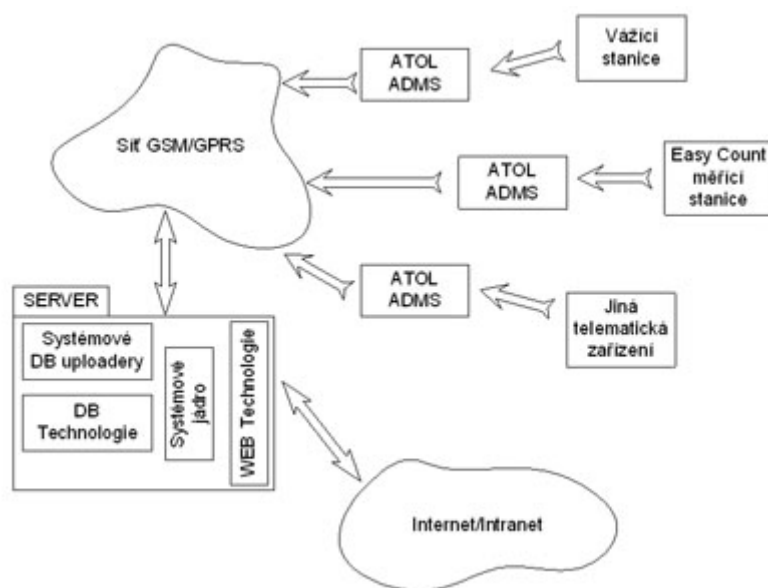 Vážící
stanice
ATOL
ADMS
Síť GSM/GPRS
ATOL
ADMS
Easy Count
měřící
stanice
ATOL
ADMS
Jiná
telematická
zařízení
SERVER
Systémové
DB uploadery
DB
Technologie
Systémové
jádro
WEB Technologie
Internet/Intranet